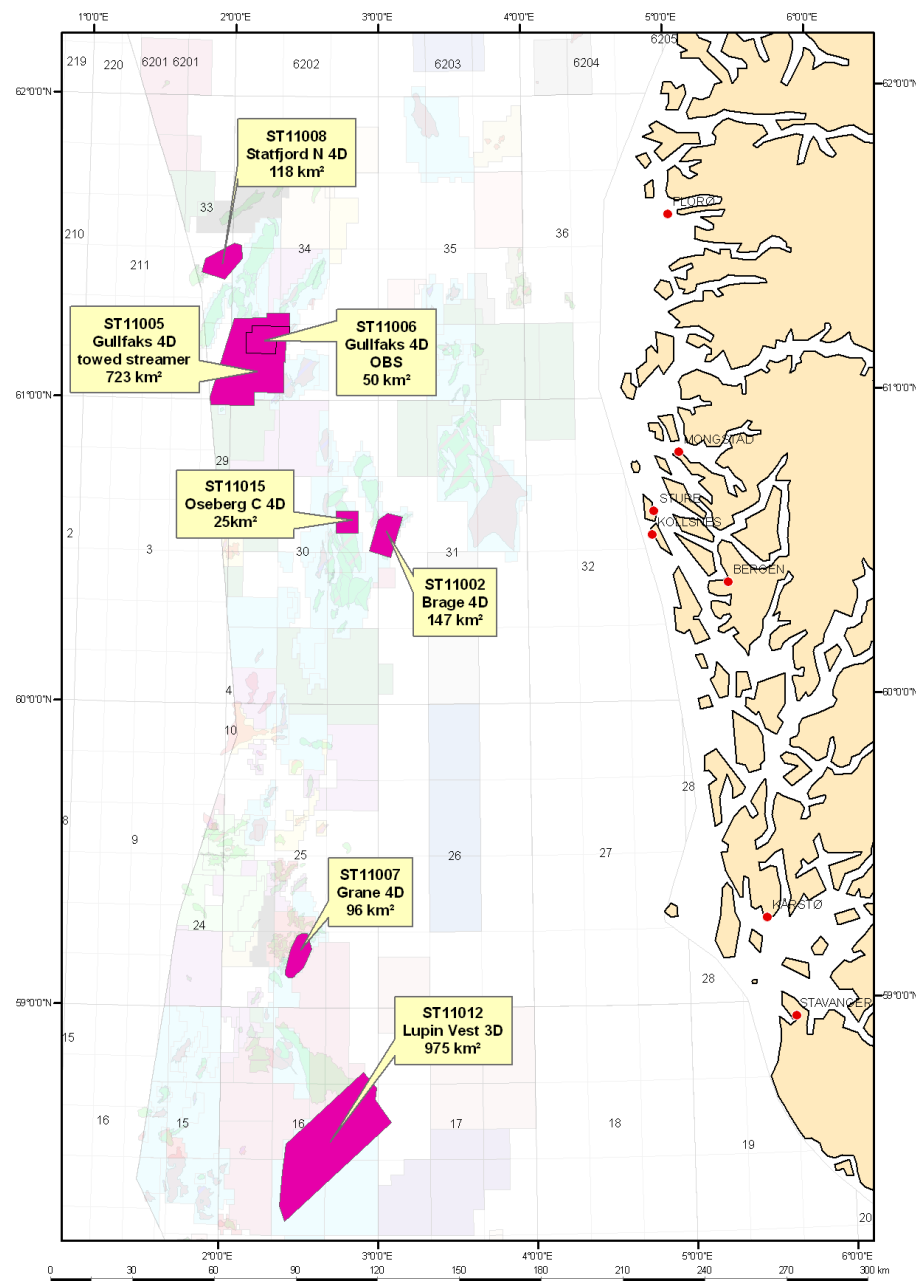 1°0'0"E 2°0'0"E 3°0'0"E 4°0'0"E 5°0'0"E 6°0'0"E
219 220 6201 6201 6202 6203 6204 6205
62°0'0"N 62°0'0"N
ST11008
Statfjord N 4D
118 km²
33
FLORØ
210 211 34 35 36
ST11005
Gullfaks 4D
towed streamer
723 km²
ST11006
Gullfaks 4D
OBS
50 km²
61°0'0"N 61°0'0"N
MONGSTAD
29
ST11015
Oseberg C 4D
25km²
STURE
KOLLSNES
2 3 30 31 32
BERGEN
ST11002
Brage 4D
147 km²
4
60°0'0"N 60°0'0"N
10
28
8 9 25 26 27
ST11007
Grane 4D
96 km²
KÅRSTØ
24
28
59°0'0"N 59°0'0"N
STAVANGER
ST11012
Lupin Vest 3D
975 km²
15
16 15 16 17 18 19
20
2°0'0"E 3°0'0"E 4°0'0"E 5°0'0"E 6°0'0"E
0 30 60 90 120 150 180 210 240 270 300 km